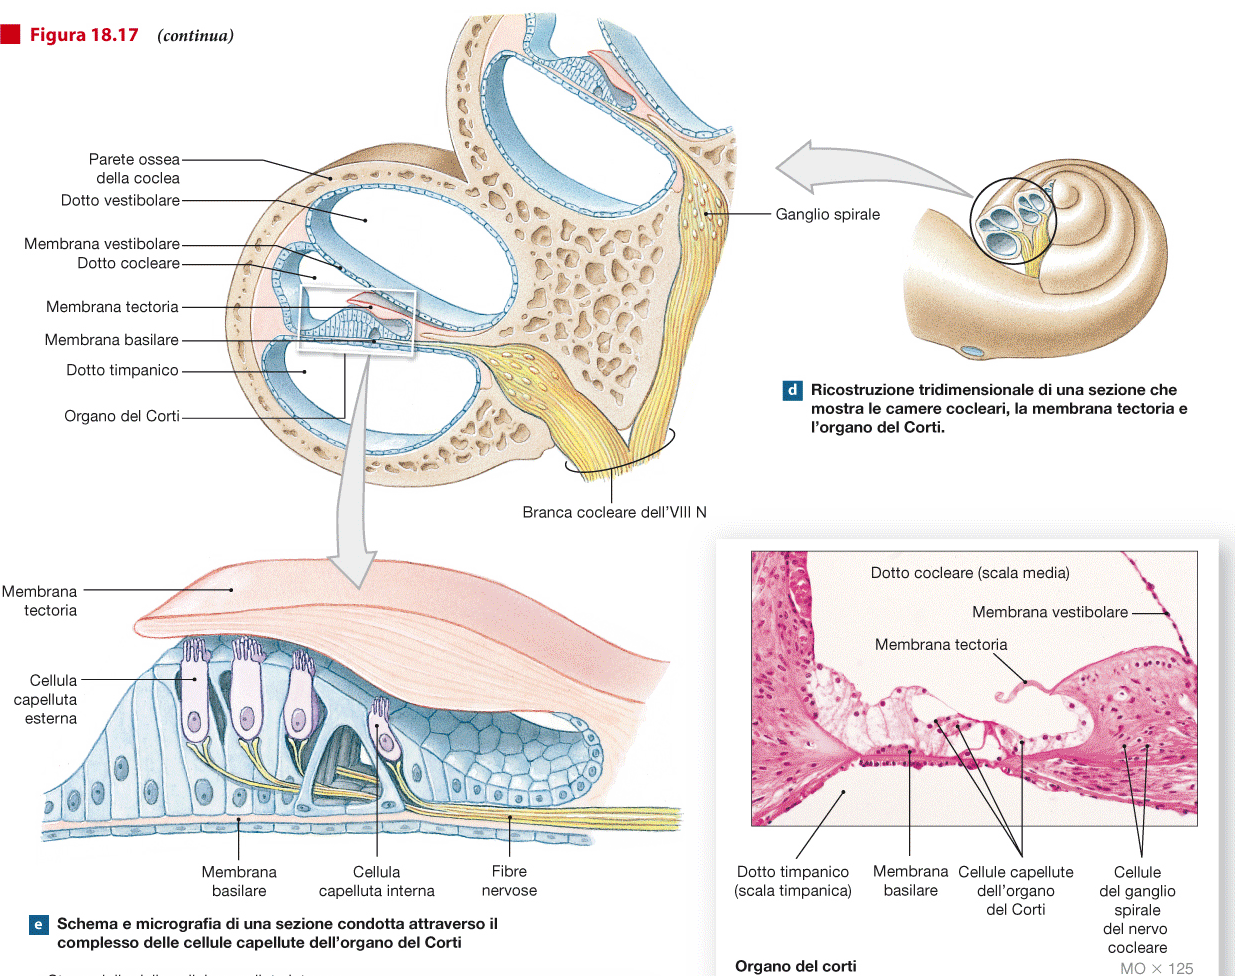 Figura 18.17 (continua)
Parete ossea
della coclea
Dotto vestibolare
Membrana vestibolare
Dotto cocleare
Membrana tectoria
Membrana basilare
Dotto timpanico
Organo del Corti
Ganglio spirale
Branca cocleare dell'VIII N
d Ricostruzione tridimensionale di una sezione che
mostra le camere cocleari, la membrana tectoria e
l'organo del Corti.
Membrana
tectoria
Cellula
capelluta
esterna
Membrana
basilare
Cellula
capelluta interna
Fibre
nervose
e Schema e micrografia di una sezione condotta attraverso il
complesso delle cellule capellute dell'organo del Corti
Dotto cocleare (scala media)
Membrana vestibolare
Membrana tectoria
Dotto timpanico
(scala timpanica)
Membrana
basilare
Cellule capellute
dell'organo
del Corti
Cellule
del ganglio
spirale
del nervo
cocleare
Organo del corti
MO × 125